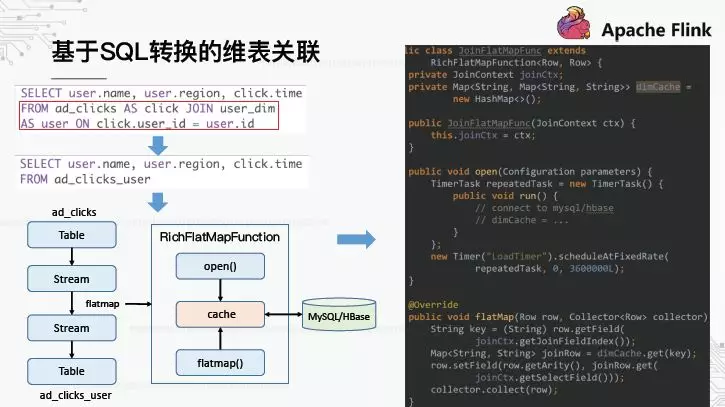 基于SQL转换的维表关联
Apache Flink
SELECT user.name, user.region, click.time
FROM ad_clicks AS click JOIN user_dim
AS user ON click.user_id = user.id
SELECT user.name, user.region, click.time
FROM ad_clicks_user
ad_clicks
Table
Stream
flatmap
Stream
Table
ad_clicks_user
RichFlatMapFunction
open()
cache
flatmap()
MySQL/HBase
lic class JoinFlatMapFunc extends
RichFlatMapFunction<Row, Row> {
private JoinContext joinCtx;
private Map<String, Map<String, String>> dimCache =
new HashMap<>();
public JoinFlatMapFunc(JoinContext ctx) {
this.joinCtx = ctx;
}
public void open(Configuration parameters) {
TimerTask repeatedTask = new TimerTask() {
public void run() {
// connect to mysql/hbase
// dimCache = ...
}
};
new Timer("LoadTimer").scheduleAtFixedRate(
repeatedTask, 0, 3600000L);
}
@Override
public void flatMap(Row row, Collector<Row> collector)
String key = (String) row.getField(
joinCtx.getJoinFieldIndex());
Map<String, String> joinRow = dimCache.get(key);
row.setField(row.getArity(), joinRow.get(
joinCtx.getSelectField()));
collector.collect(row);
}